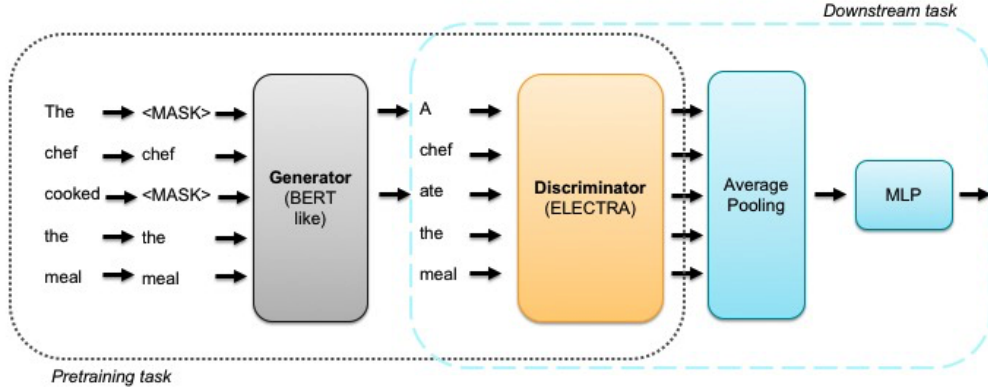 Downstream task
The <MASK> A
chef chef chef
cooked <MASK> ate
the the the
meal meal meal
Generator
(BERT
like)
Discriminator
(ELECTRA)
Average
Pooling
MLP
Pretraining task